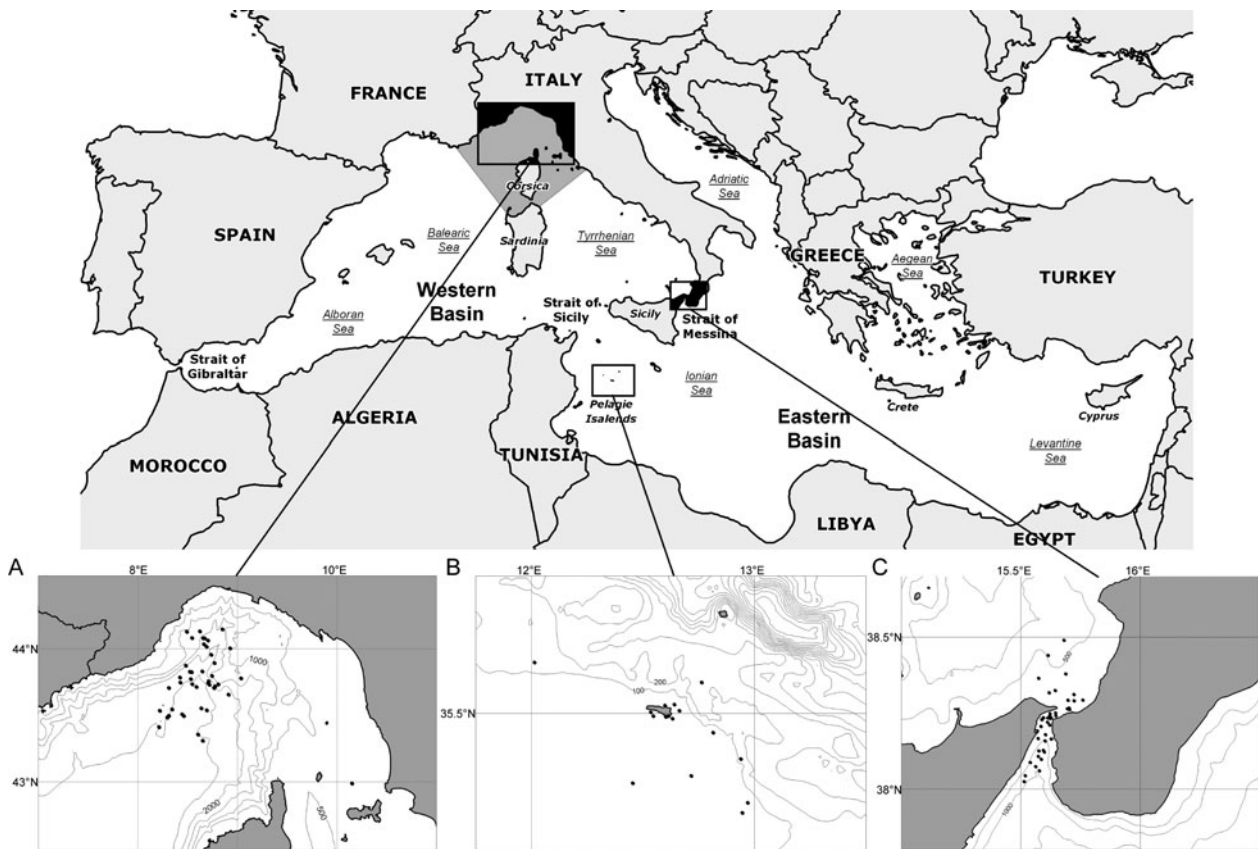 FRANCE
ITALY
Corsica
Adriatic
Sea
SPAIN
Balearic
Sea
Sardinia
Tyrrhenian
Sea
GREECE
Aegean
Sea
TURKEY
Western
Basin
Alboran
Sea
Strait of
Sicily
Sicily
Strait of
Messina
Strait of
Gibraltar
Ionian
Sea
Pelagie
Isalends
ALGERIA
Crete
Cyprus
Eastern
Basin
Levantine
Sea
MOROCCO
TUNISIA
LIBYA
EGYPT
A
8°E
10°E
44°N
43°N
1000
2000
500
B
12°E
13°E
35.5°N
100
200
C
15.5°E
16°E
38.5°N
38°N
500
1000